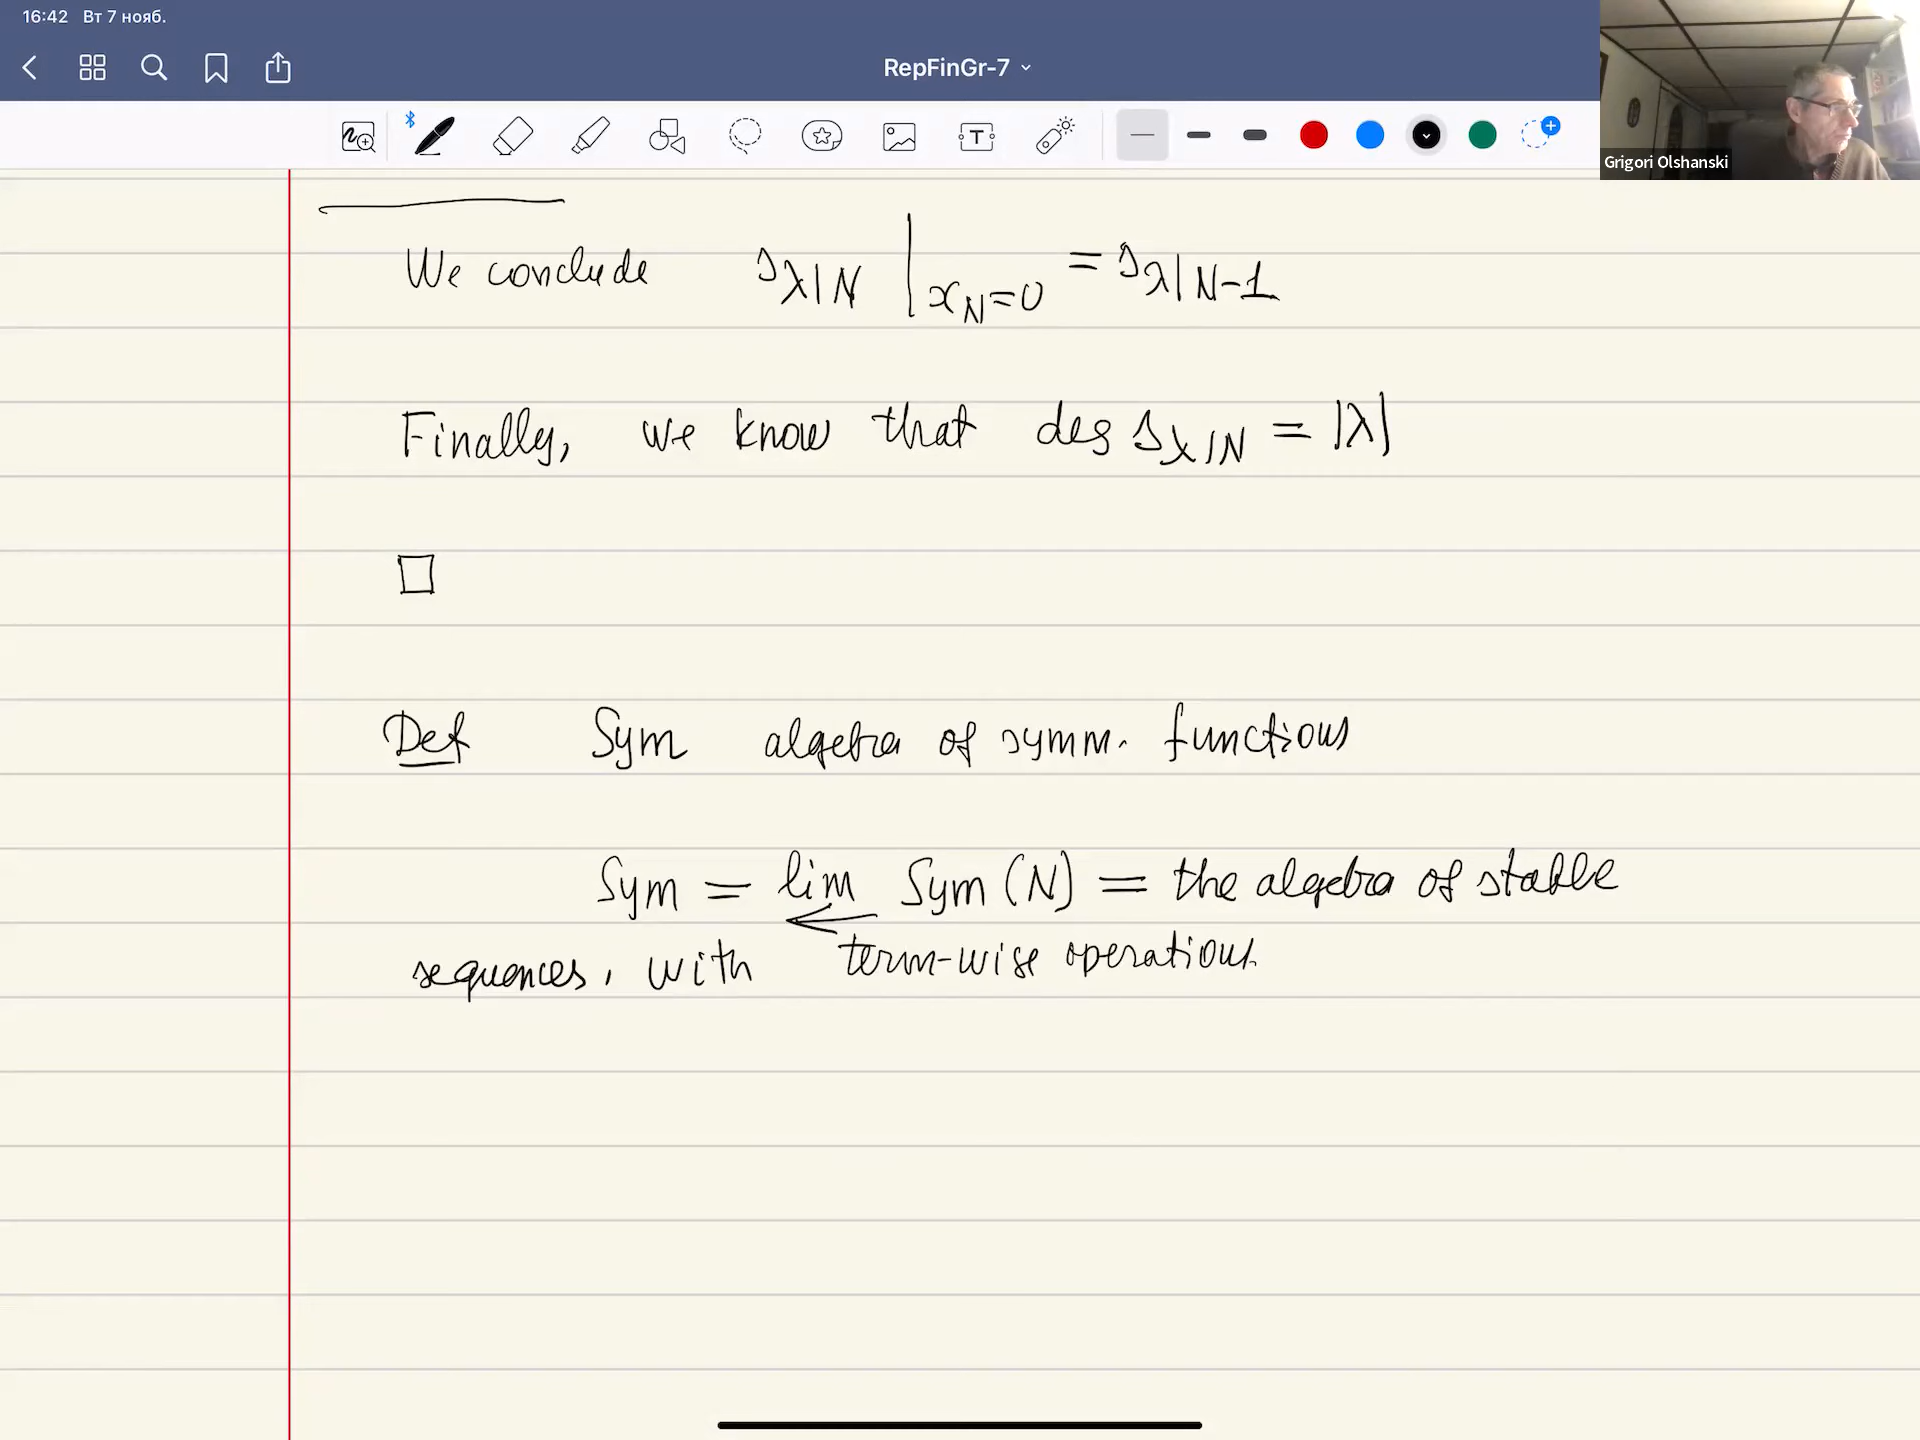 16:42 Вт 7 нояб.
RepFinGr-7
T
Grigori Olshanski
We conclude s_{λ|N} |_{x_N=0} = s_{λ|N-1}
Finally, we know that deg s_{λ|N} = |λ|
□
Def Sym algebra of symm. functions
Sym = lim← Sym(N) = the algebra of stable
sequences, with term-wise operations.